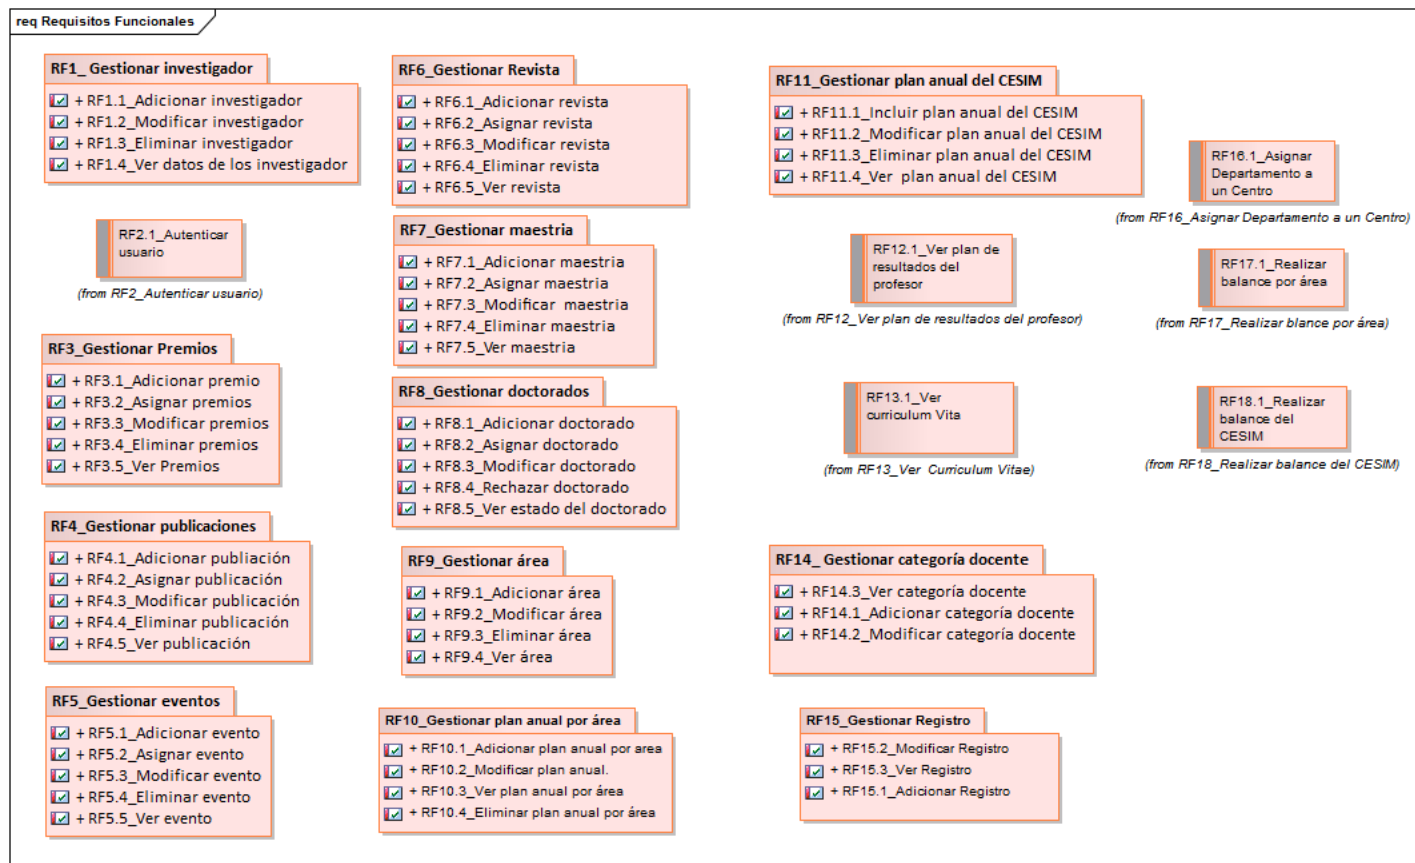 req Requisitos Funcionales
RF1_ Gestionar investigador
+ RF1.1_Adicionar investigador
+ RF1.2_Modificar investigador
+ RF1.3_Eliminar investigador
+ RF1.4_Ver datos de los investigador
RF2.1_Autenticar
usuario
(from RF2_Autenticar usuario)
RF3_Gestionar Premios
+ RF3.1_Adicionar premio
+ RF3.2_Asignar premios
+ RF3.3_Modificar premios
+ RF3.4_Eliminar premios
+ RF3.5_Ver Premios
RF4_Gestionar publicaciones
+ RF4.1_Adicionar publiación
+ RF4.2_Asignar publicación
+ RF4.3_Modificar publicación
+ RF4.4_Eliminar publicación
+ RF4.5_Ver publicación
RF5_Gestionar eventos
+ RF5.1_Adicionar evento
+ RF5.2_Asignar evento
+ RF5.3_Modificar evento
+ RF5.4_Eliminar evento
+ RF5.5_Ver evento
RF6_Gestionar Revista
+ RF6.1_Adicionar revista
+ RF6.2_Asignar revista
+ RF6.3_Modificar revista
+ RF6.4_Eliminar revista
+ RF6.5_Ver revista
RF7_Gestionar maestria
+ RF7.1_Adicionar maestria
+ RF7.2_Asignar maestria
+ RF7.3_Modificar  maestria
+ RF7.4_Eliminar maestria
+ RF7.5_Ver maestria
RF8_Gestionar doctorados
+ RF8.1_Adicionar doctorado
+ RF8.2_Asignar doctorado
+ RF8.3_Modificar doctorado
+ RF8.4_Rechazar doctorado
+ RF8.5_Ver estado del doctorado
RF9_Gestionar área
+ RF9.1_Adicionar área
+ RF9.2_Modificar área
+ RF9.3_Eliminar área
+ RF9.4_Ver área
RF10_Gestionar plan anual por área
+ RF10.1_Adicionar plan anual por area
+ RF10.2_Modificar plan anual.
+ RF10.3_Ver plan anual por área
+ RF10.4_Eliminar plan anual por área
RF11_Gestionar plan anual del CESIM
+ RF11.1_Incluir plan anual del CESIM
+ RF11.2_Modificar plan anual del CESIM
+ RF11.3_Eliminar plan anual del CESIM
+ RF11.4_Ver  plan anual del CESIM
RF12.1_Ver plan de
resultados del
profesor
(from RF12_Ver plan de resultados del profesor)
RF13.1_Ver
curriculum Vita
(from RF13_Ver  Curriculum Vitae)
RF14_ Gestionar categoría docente
+ RF14.3_Ver categoría docente
+ RF14.1_Adicionar categoría docente
+ RF14.2_Modificar categoría docente
RF15_Gestionar Registro
+ RF15.2_Modificar Registro
+ RF15.3_Ver Registro
+ RF15.1_Adicionar Registro
RF16.1_Asignar
Departamento a
un Centro
(from RF16_Asignar Departamento a un Centro)
RF17.1_Realizar
balance por área
(from RF17_Realizar blance por área)
RF18.1_Realizar
balance del
CESIM
(from RF18_Realizar balance del CESIM)